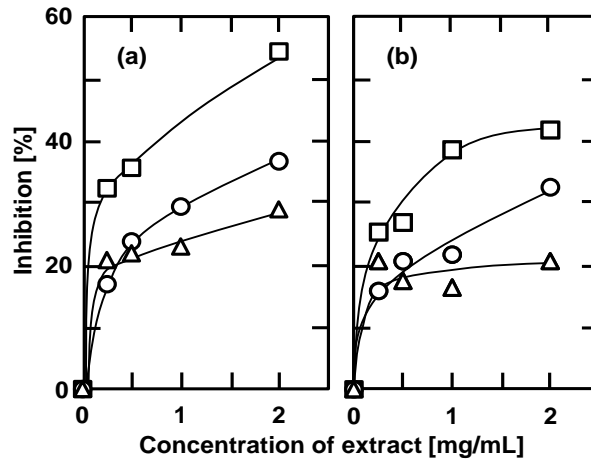 60
(a)
(b)
40
20
0
Inhibition [%]
0 1 2 0 1 2
Concentration of extract [mg/mL]